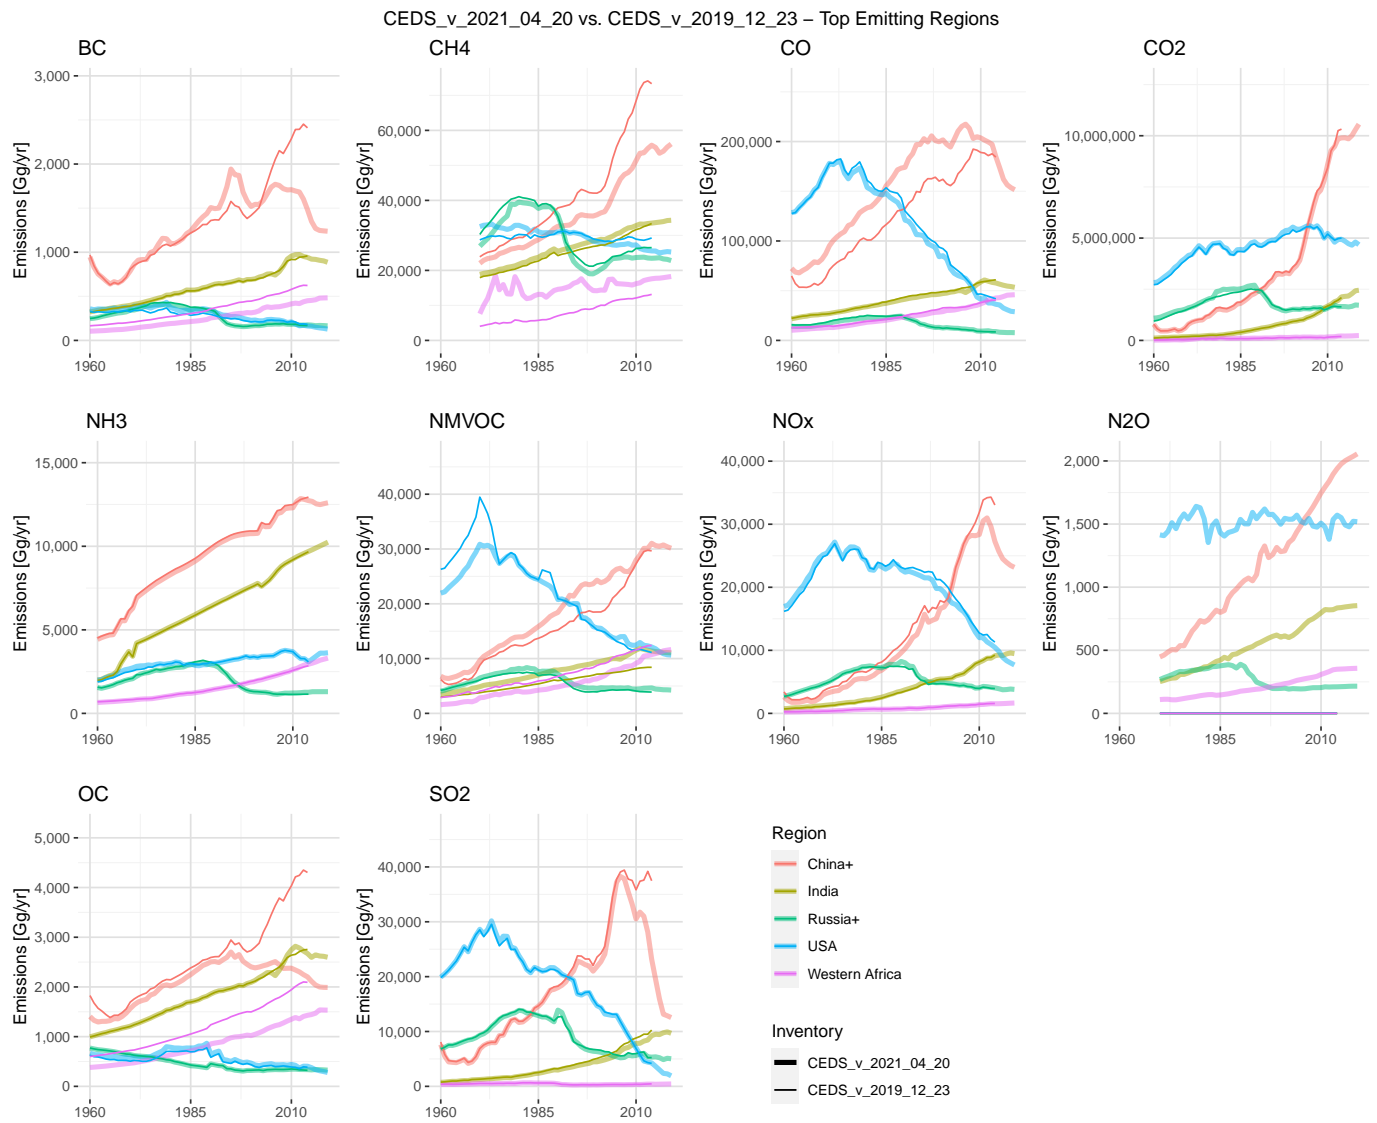 CEDS_v_2021_04_20 vs. CEDS_v_2019_12_23 – Top Emitting Regions
BC
Emissions [Gg/yr]
3,000
2,000
1,000
0
1960 1985 2010
CH4
Emissions [Gg/yr]
60,000
40,000
20,000
0
1960 1985 2010
CO
Emissions [Gg/yr]
200,000
100,000
0
1960 1985 2010
CO2
Emissions [Gg/yr]
10,000,000
5,000,000
0
1960 1985 2010
NH3
Emissions [Gg/yr]
15,000
10,000
5,000
0
1960 1985 2010
NMVOC
Emissions [Gg/yr]
40,000
30,000
20,000
10,000
0
1960 1985 2010
NOx
Emissions [Gg/yr]
40,000
30,000
20,000
10,000
0
1960 1985 2010
N2O
Emissions [Gg/yr]
2,000
1,500
1,000
500
0
1960 1985 2010
OC
Emissions [Gg/yr]
5,000
4,000
3,000
2,000
1,000
0
1960 1985 2010
SO2
Emissions [Gg/yr]
40,000
30,000
20,000
10,000
0
1960 1985 2010
Region
China+
India
Russia+
USA
Western Africa
Inventory
CEDS_v_2021_04_20
CEDS_v_2019_12_23